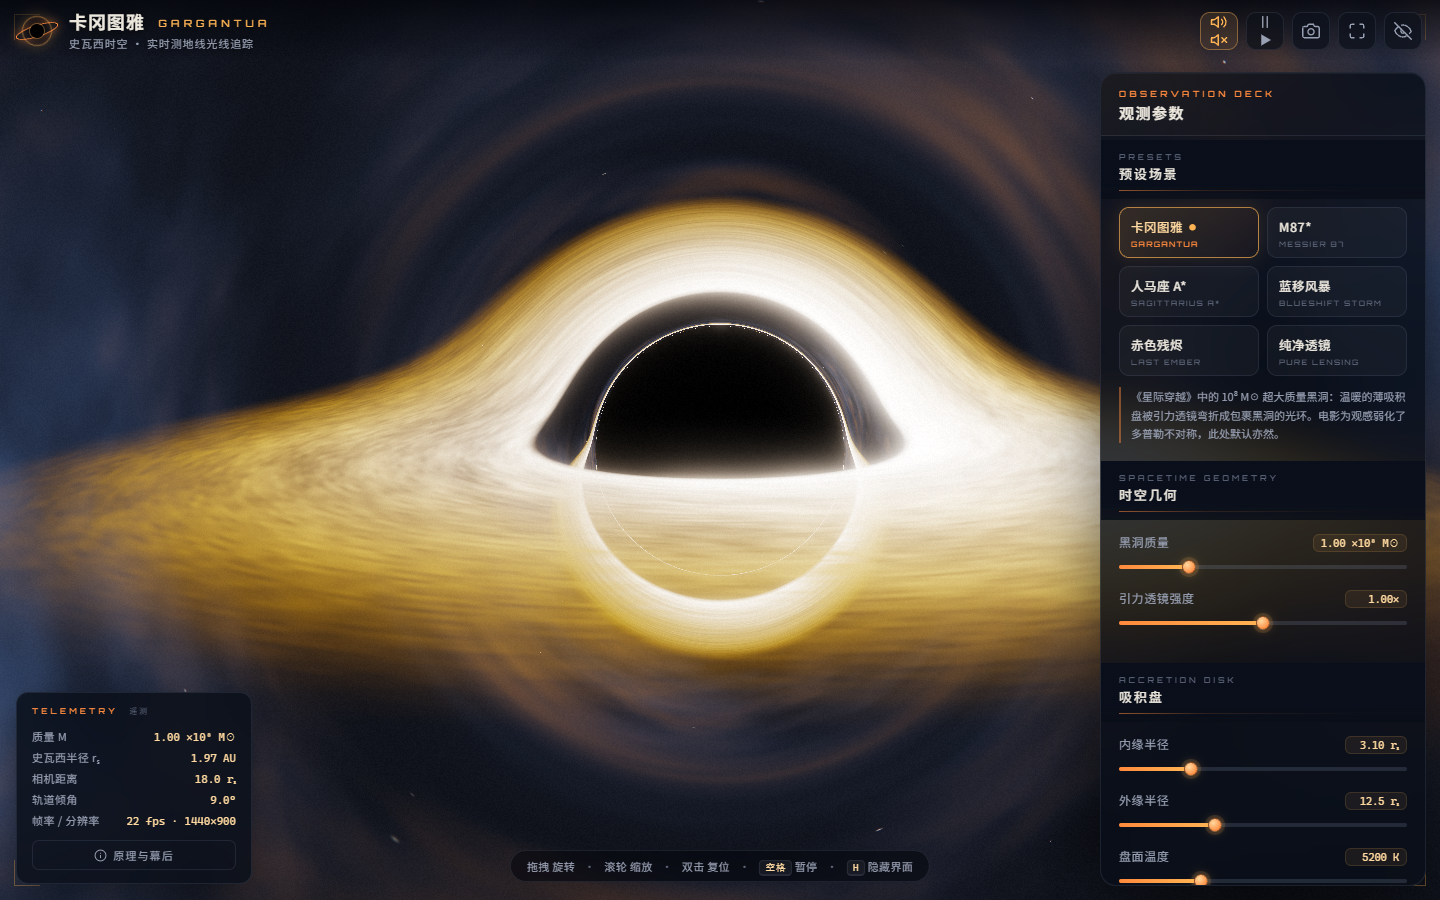 卡冈图雅 GARGANTUA
史瓦西时空 • 实时测地线光线追踪
OBSERVATION DECK
观测参数
PRESETS
预设场景
卡冈图雅
GARGANTUA
M87*
MESSIER 87
人马座 A*
SAGITTARIUS A*
蓝移风暴
BLUESHIFT STORM
赤色残烬
LAST EMBER
纯净透镜
PURE LENSING
《星际穿越》中的 10⁸ M⊙ 超大质量黑洞：温暖的薄吸积
盘被引力透镜弯折成包裹黑洞的光环。电影为观感弱化了
多普勒不对称，此处默认亦然。
SPACETIME GEOMETRY
时空几何
黑洞质量 1.00 ×10⁸ M⊙
引力透镜强度 1.00×
ACCRETION DISK
吸积盘
内缘半径 3.10 rₛ
外缘半径 12.5 rₛ
盘面温度 5200 K
TELEMETRY 遥测
质量 M 1.00 ×10⁸ M⊙
史瓦西半径 rₛ 1.97 AU
相机距离 18.0 rₛ
轨道倾角 9.0°
帧率 / 分辨率 22 fps · 1440×900
原理与幕后
拖拽 旋转 • 滚轮 缩放 • 双击 复位 • 空格 暂停 • H 隐藏界面